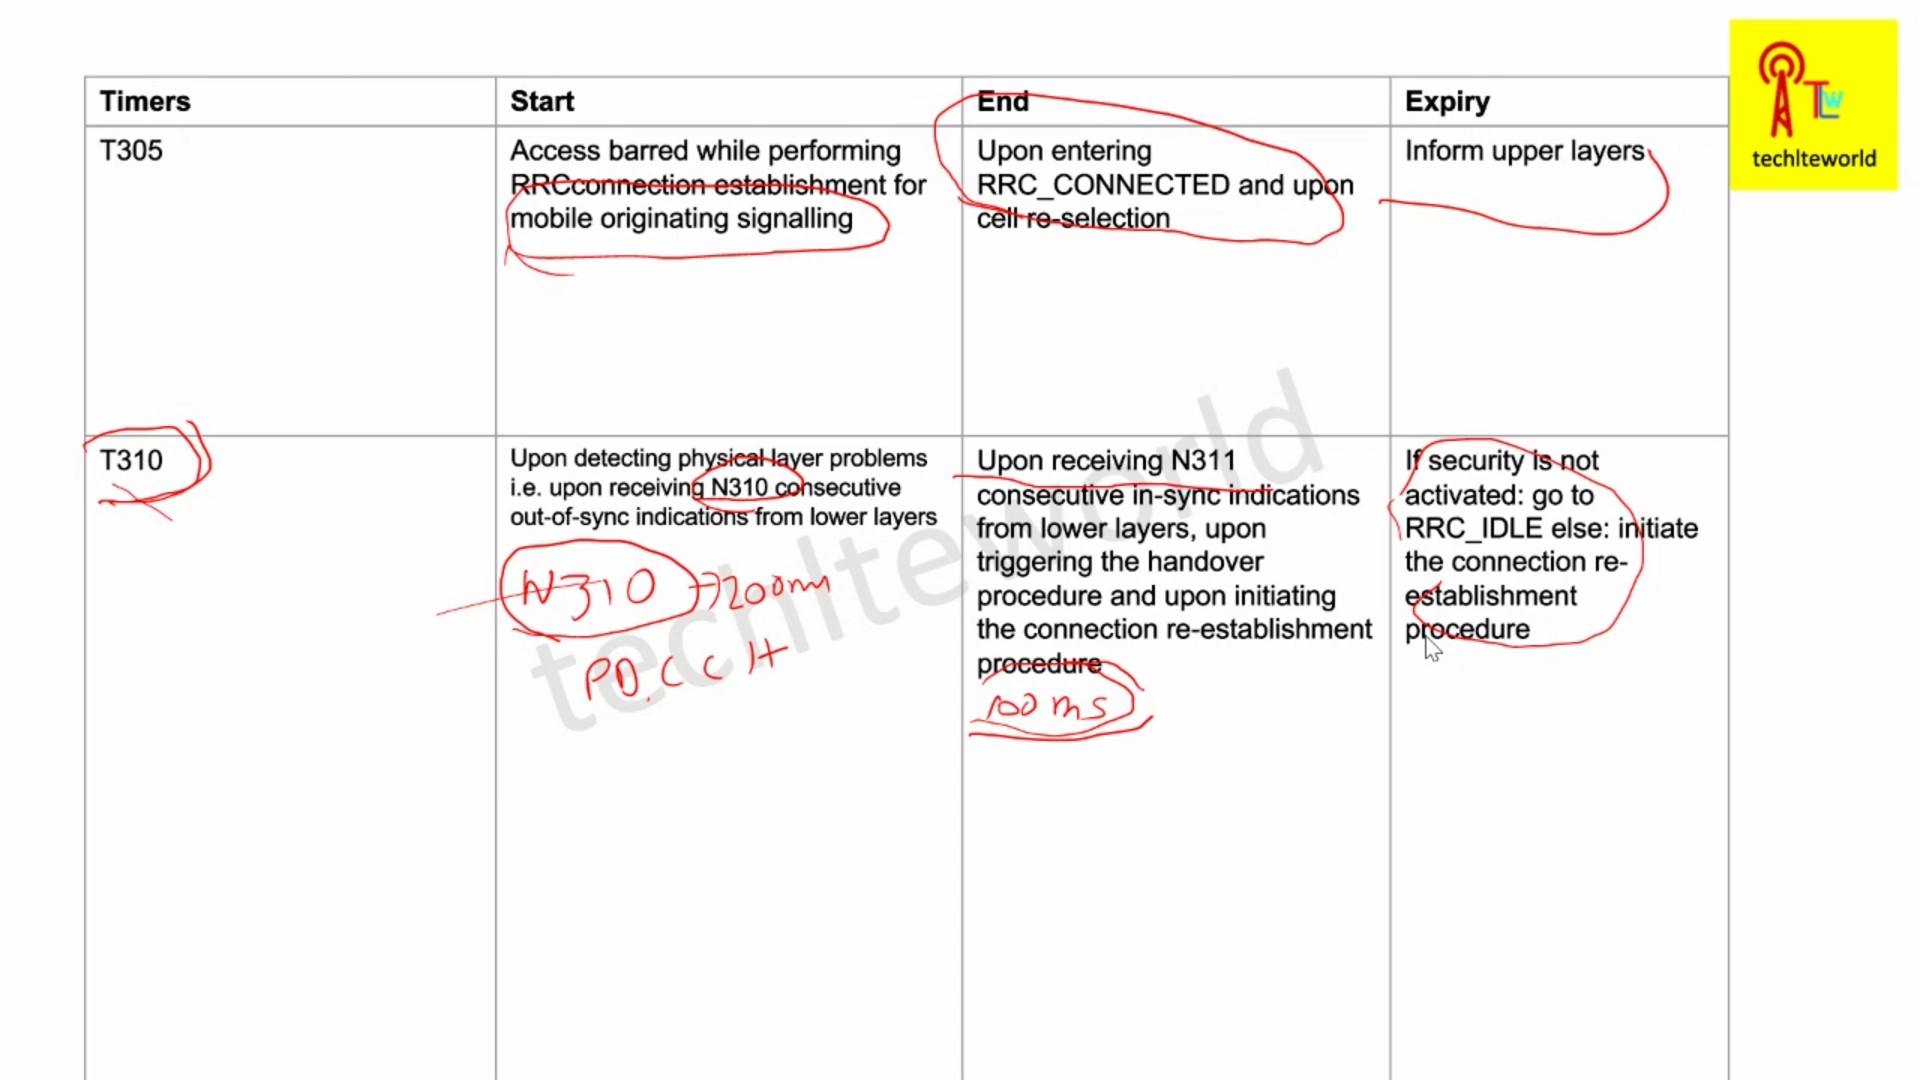 Timers
Start
End
Expiry
T305
Access barred while performing
RRCconnection establishment for
mobile originating signalling
Upon entering
RRC_CONNECTED and upon
cell re-selection
Inform upper layers
T310
Upon detecting physical layer problems
i.e. upon receiving N310 consecutive
out-of-sync indications from lower layers
N310 → 200m
PDCCH
Upon receiving N311
consecutive in-sync indications
from lower layers, upon
triggering the handover
procedure and upon initiating
the connection re-establishment
procedure
100 ms
If security is not
activated: go to
RRC_IDLE else: initiate
the connection re-
establishment
procedure
techlteworld
TLw
techlteworld